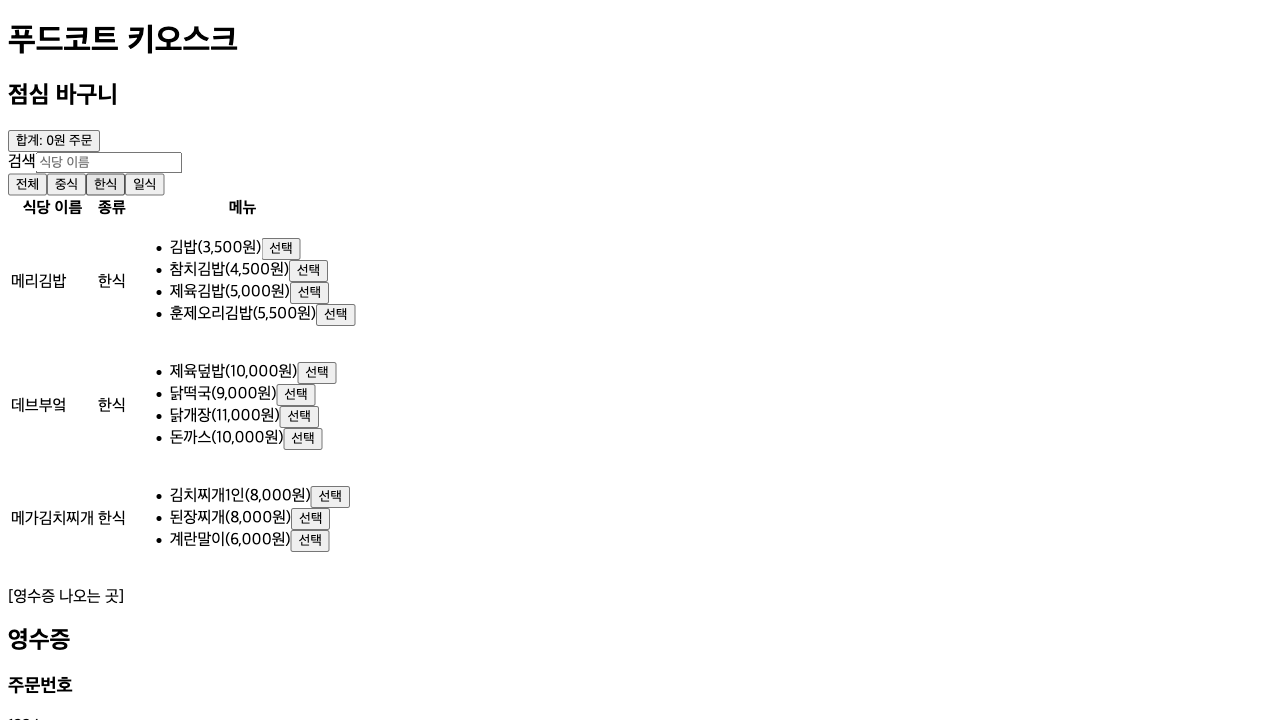 푸드코트 키오스크
점심 바구니
합계: 0원 주문
검색 식당 이름
전체 중식 한식 일식
식당 이름 종류 메뉴
메리김밥 한식
• 김밥(3,500원) 선택
• 참치김밥(4,500원) 선택
• 제육김밥(5,000원) 선택
• 훈제오리김밥(5,500원) 선택
데브부엌 한식
• 제육덮밥(10,000원) 선택
• 닭떡국(9,000원) 선택
• 닭개장(11,000원) 선택
• 돈까스(10,000원) 선택
메가김치찌개 한식
• 김치찌개1인(8,000원) 선택
• 된장찌개(8,000원) 선택
• 계란말이(6,000원) 선택
[영수증 나오는 곳]
영수증
주문번호